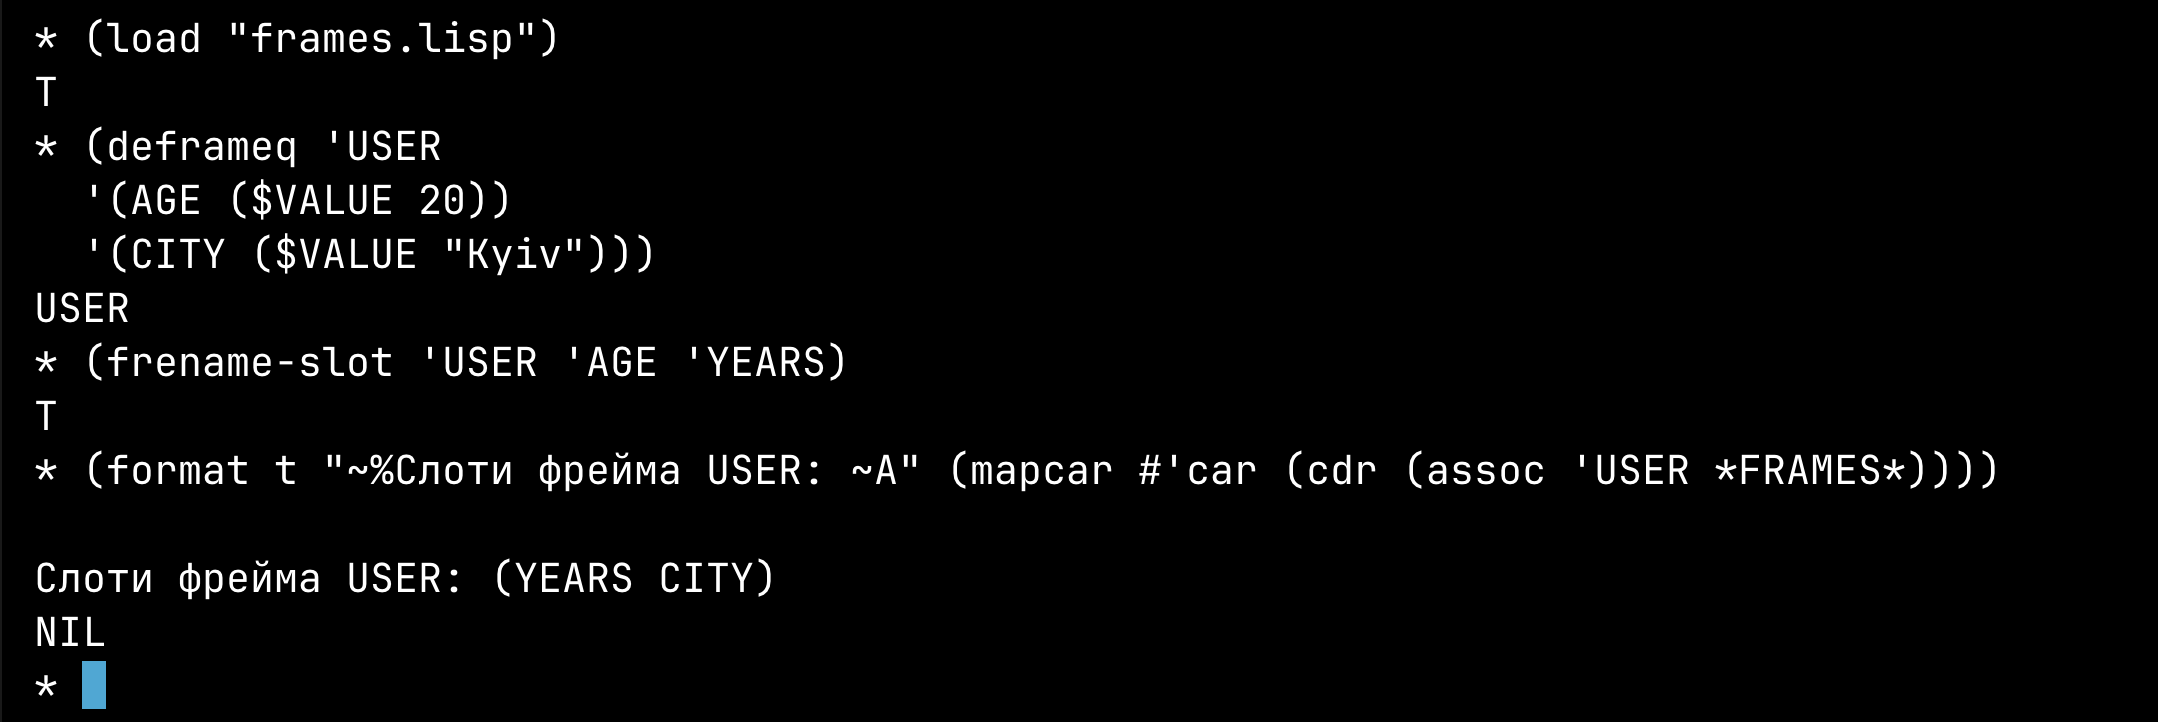 * (load "frames.lisp")
T
* (deframeq 'USER
  '(AGE ($VALUE 20))
  '(CITY ($VALUE "Kyiv")))
USER
* (frename-slot 'USER 'AGE 'YEARS)
T
* (format t "~%Слоти фрейма USER: ~A" (mapcar #'car (cdr (assoc 'USER *FRAMES*))))

Слоти фрейма USER: (YEARS CITY)
NIL
*